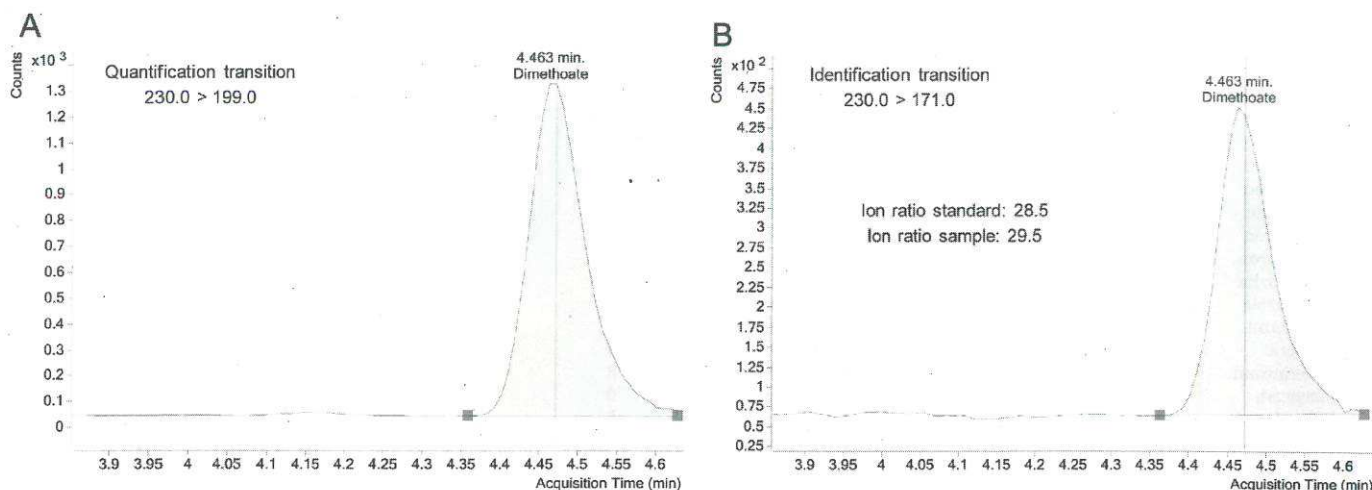 A
Counts
x10 3
4.463 min.
Dimethoate
Quantification transition
230.0 > 199.0
1.3
1.2
1.1
1
0.9
0.8
0.7
0.6
0.5
0.4
0.3
0.2
0.1
0
3.9 3.95 4 4.05 4.1 4.15 4.2 4.25 4.3 4.35 4.4 4.45 4.5 4.55 4.6
Acquisition Time (min)
B
Counts
x10 2
4.463 min.
Dimethoate
Identification transition
230.0 > 171.0
Ion ratio standard: 28.5
Ion ratio sample: 29.5
4.75
4.5
4.25
4
3.75
3.5
3.25
3
2.75
2.5
2.25
2
1.75
1.5
1.25
1
0.75
0.5
0.25
3.9 3.95 4 4.05 4.1 4.15 4.2 4.25 4.3 4.35 4.4 4.45 4.5 4.55 4.6
Acquisition Time (min)